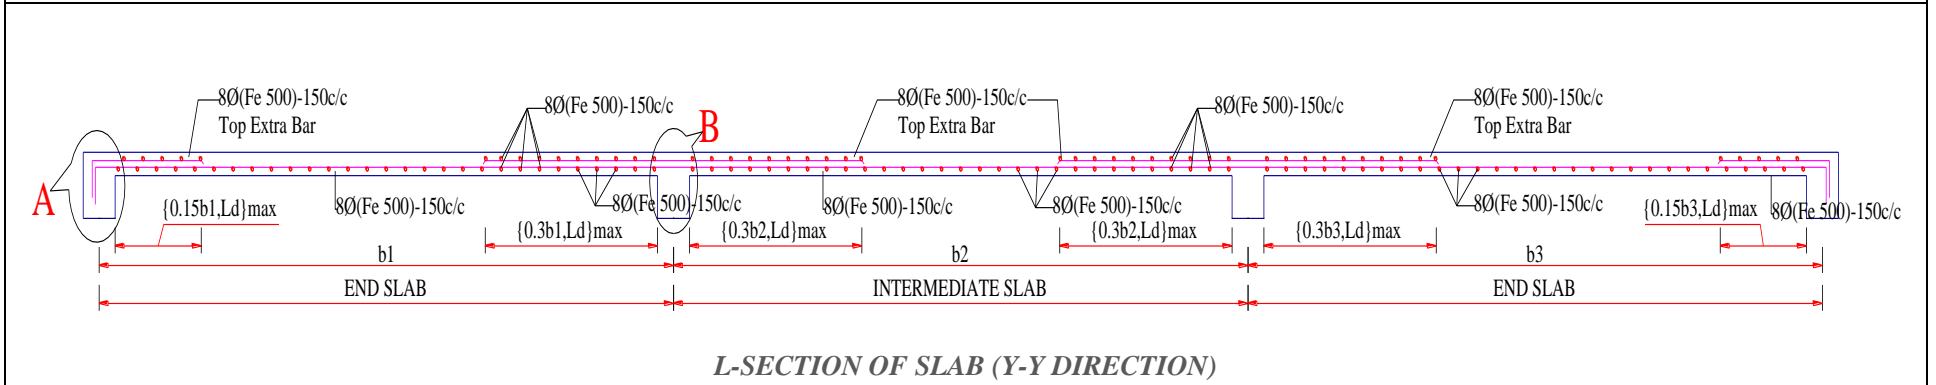 8Ø(Fe 500)-150c/c
Top Extra Bar
8Ø(Fe 500)-150c/c
B
8Ø(Fe 500)-150c/c
Top Extra Bar
8Ø(Fe 500)-150c/c
8Ø(Fe 500)-150c/c
Top Extra Bar
A
{0.15b1,Ld}max
8Ø(Fe 500)-150c/c
8Ø(Fe 500)-150c/c
8Ø(Fe 500)-150c/c
8Ø(Fe 500)-150c/c
8Ø(Fe 500)-150c/c
{0.15b3,Ld}max
8Ø(Fe 500)-150c/c
{0.3b1,Ld}max
{0.3b2,Ld}max
{0.3b2,Ld}max
{0.3b3,Ld}max
b1
b2
b3
END SLAB
INTERMEDIATE SLAB
END SLAB
L-SECTION OF SLAB (Y-Y DIRECTION)